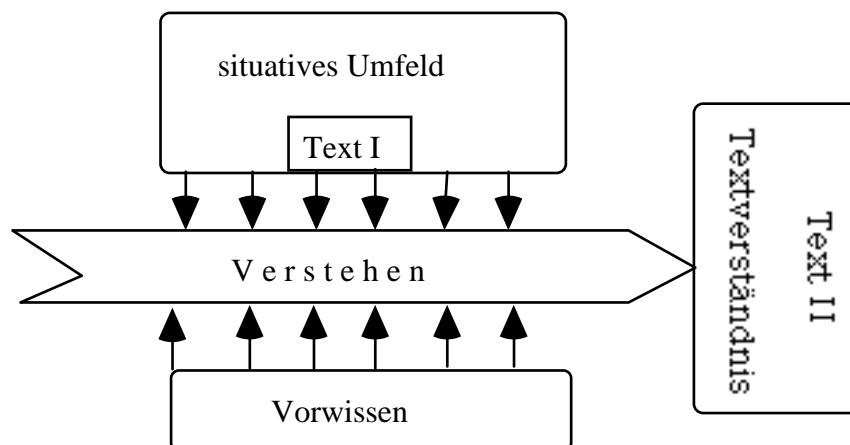 situatives Umfeld
Text I
V e r s t e h e n
Vorwissen
Text II
Textverständnis